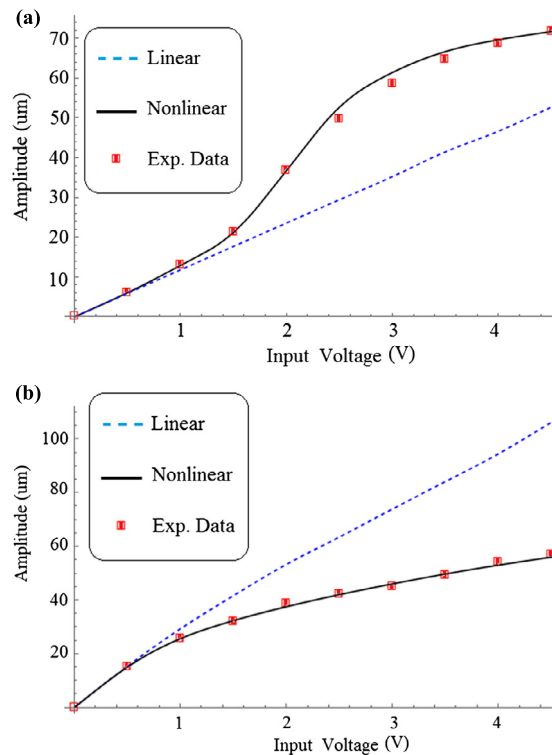 (a)
Amplitude (um)
70
60
50
40
30
20
10
Linear
Nonlinear
Exp. Data
1 2 3 4
Input Voltage (V)
(b)
Amplitude (um)
100
80
60
40
20
Linear
Nonlinear
Exp. Data
1 2 3 4
Input Voltage (V)